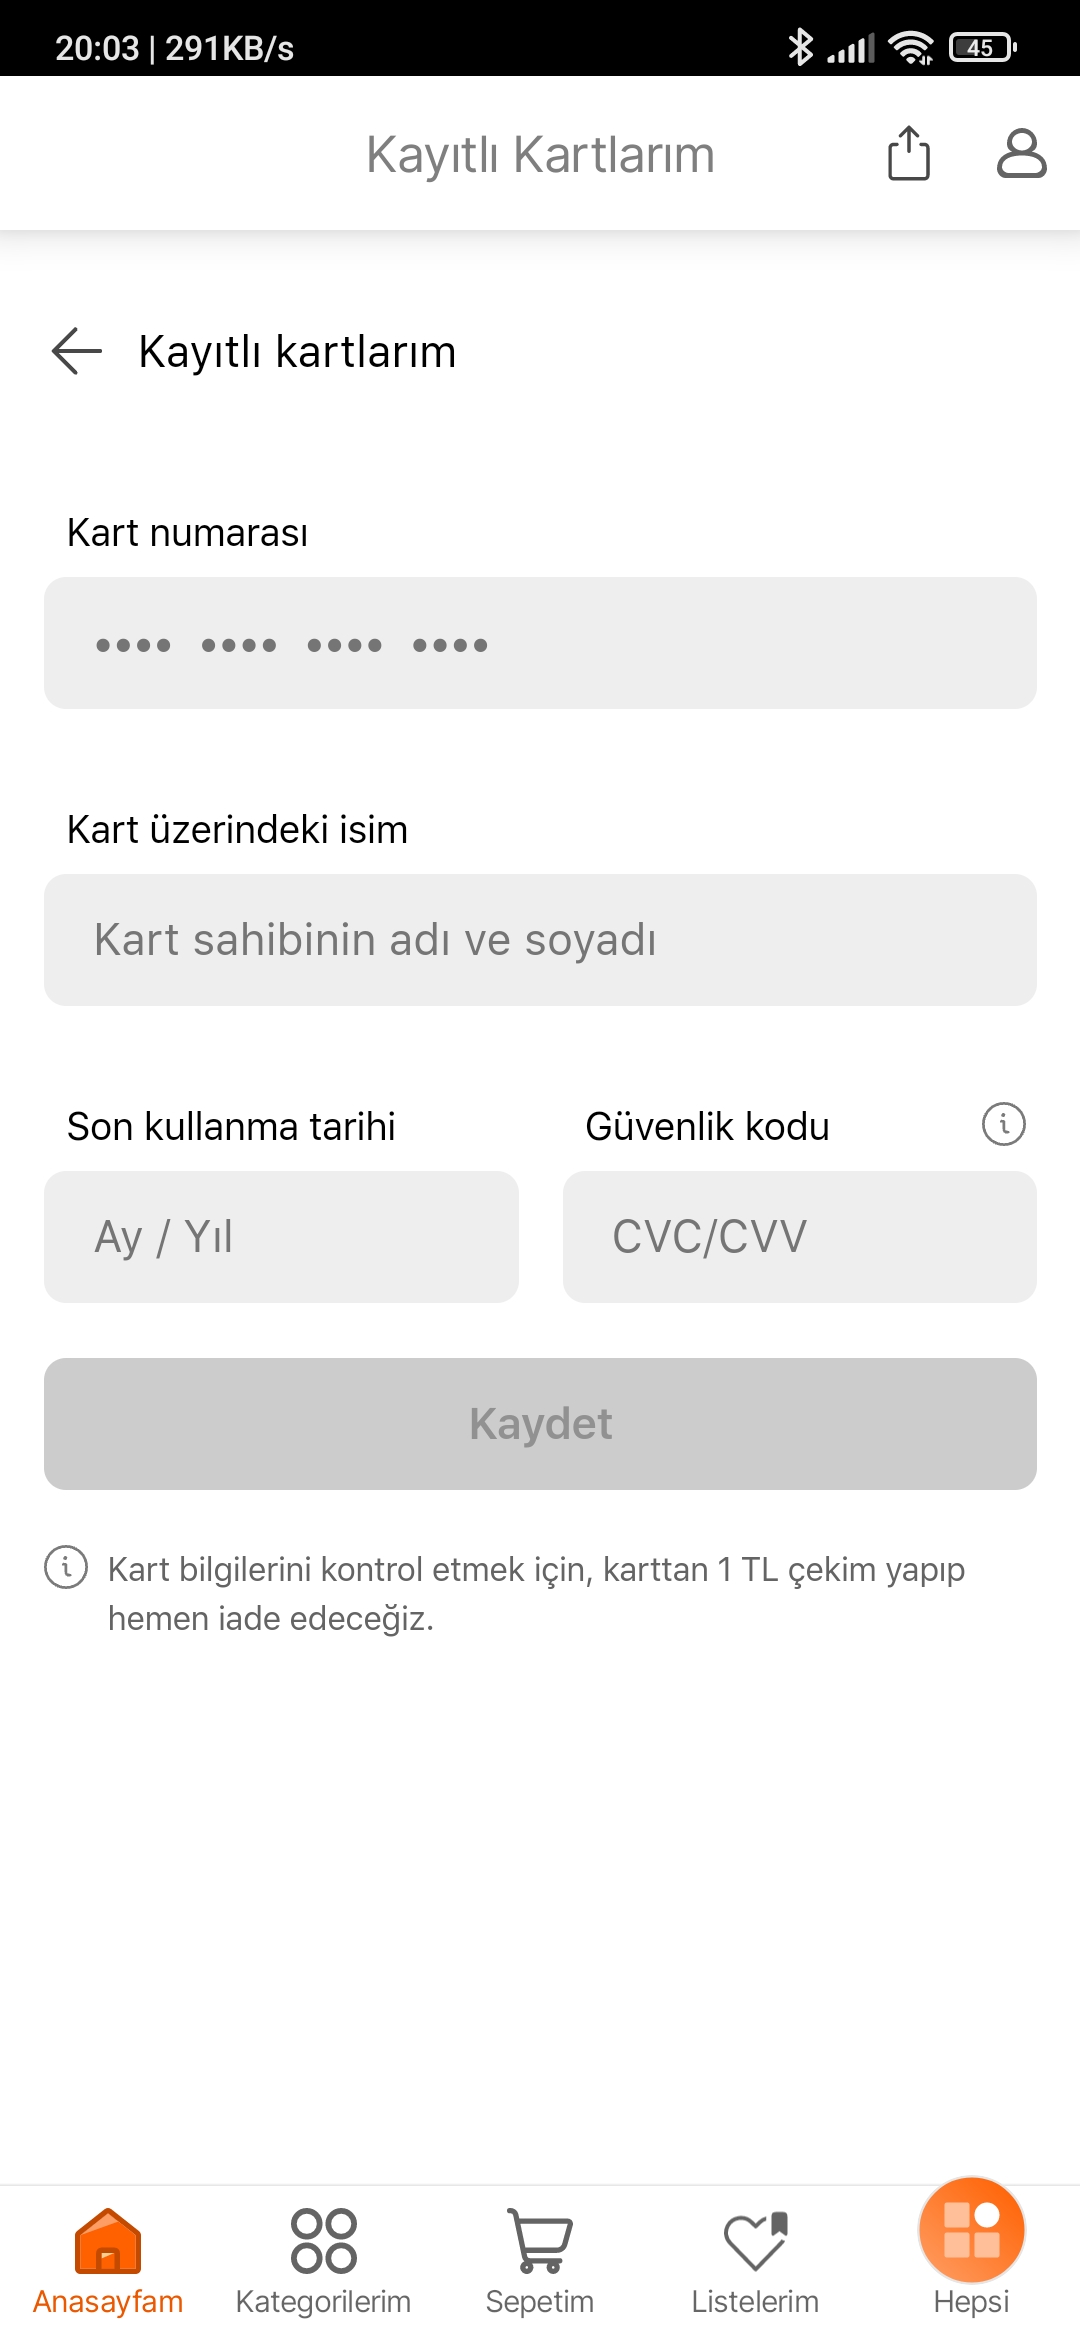 20:03 | 291KB/s
45
Kayıtlı Kartlarım
Kayıtlı kartlarım
Kart numarası
•••• •••• •••• ••••
Kart üzerindeki isim
Kart sahibinin adı ve soyadı
Son kullanma tarihi
Güvenlik kodu
Ay / Yıl
CVC/CVV
Kaydet
Kart bilgilerini kontrol etmek için, karttan 1 TL çekim yapıp
hemen iade edeceğiz.
Anasayfam
Kategorilerim
Sepetim
Listelerim
Hepsi